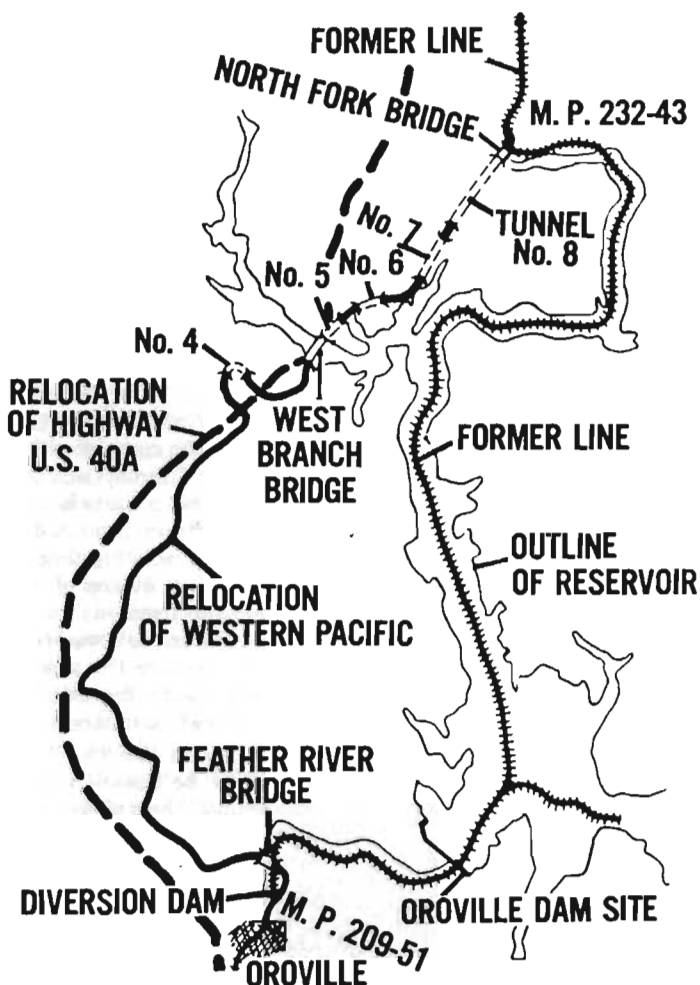 FORMER LINE
NORTH FORK BRIDGE
M. P. 232-43
No. 7
TUNNEL
No. 8
No. 6
No. 5
No. 4
RELOCATION
OF HIGHWAY
U.S. 40A
WEST
BRANCH
BRIDGE
FORMER LINE
OUTLINE
OF RESERVOIR
RELOCATION
OF WESTERN PACIFIC
FEATHER RIVER
BRIDGE
DIVERSION DAM
M. P. 209-51
OROVILLE DAM SITE
OROVILLE